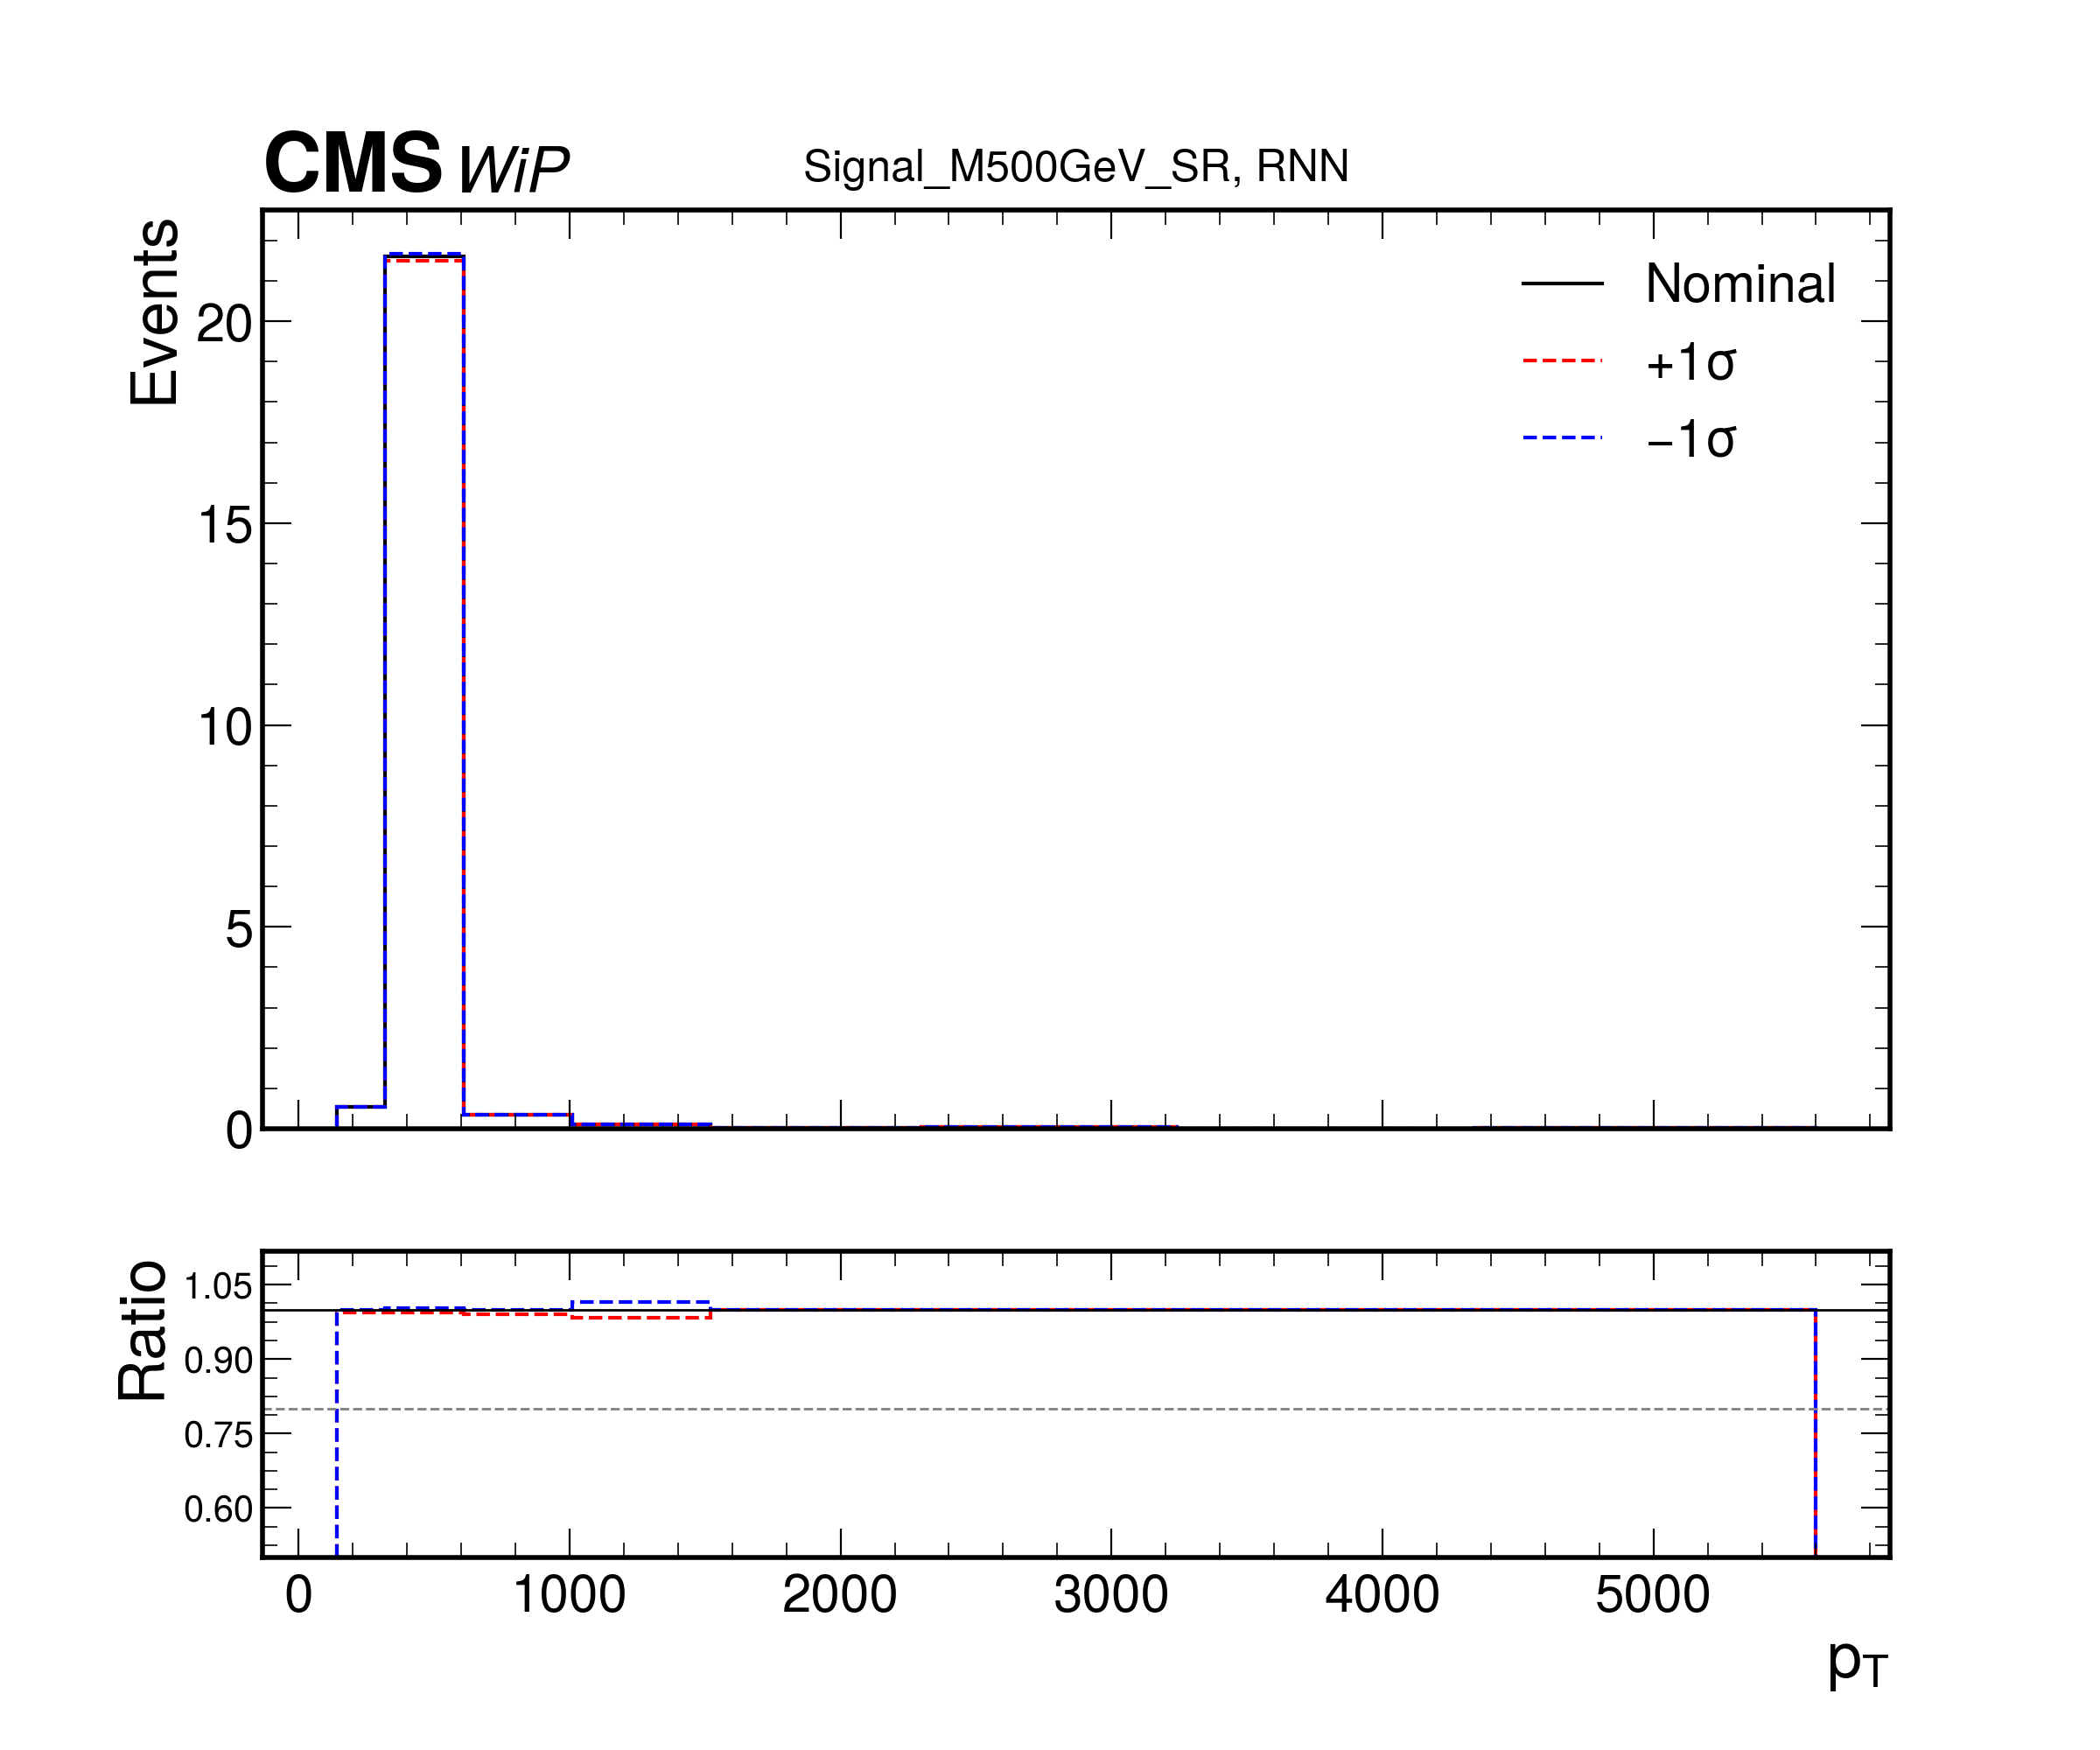 CMS WiP
Signal_M500GeV_SR, RNN
Events
20
15
10
5
0
Nominal
+1σ
−1σ
Ratio
1.05
0.90
0.75
0.60
0 1000 2000 3000 4000 5000
pT